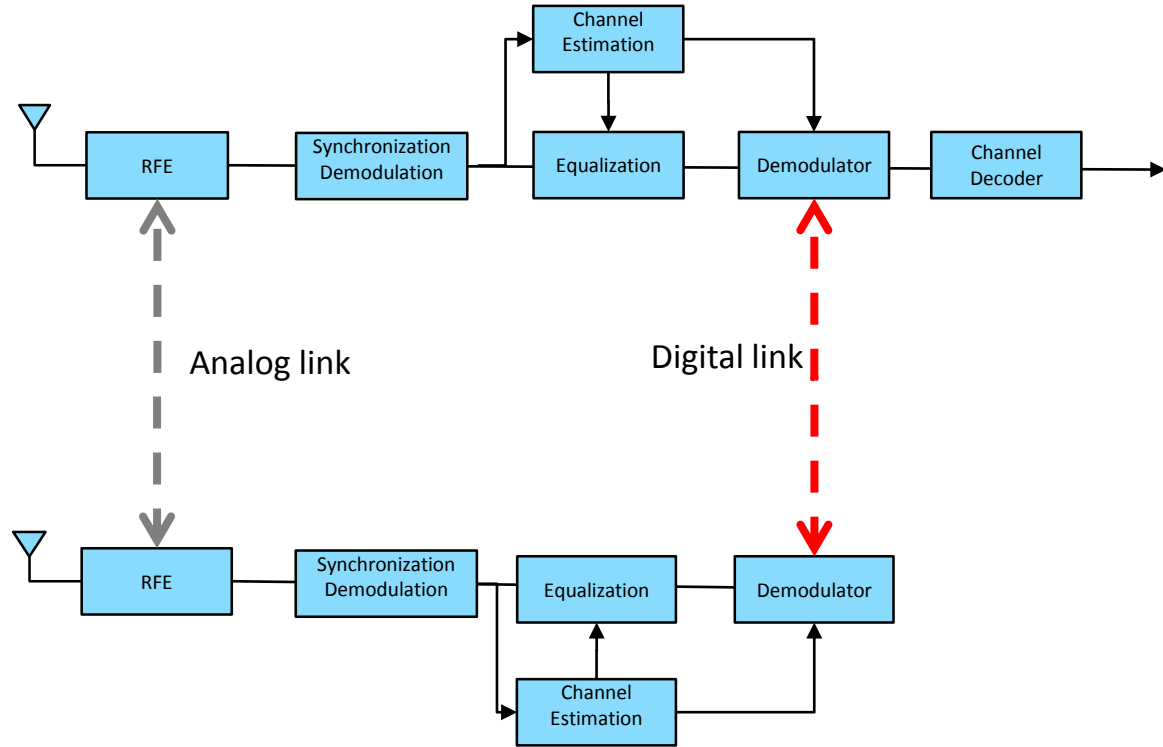 Channel
Estimation
RFE
Synchronization
Demodulation
Equalization
Demodulator
Channel
Decoder
Analog link
Digital link
RFE
Synchronization
Demodulation
Equalization
Demodulator
Channel
Estimation